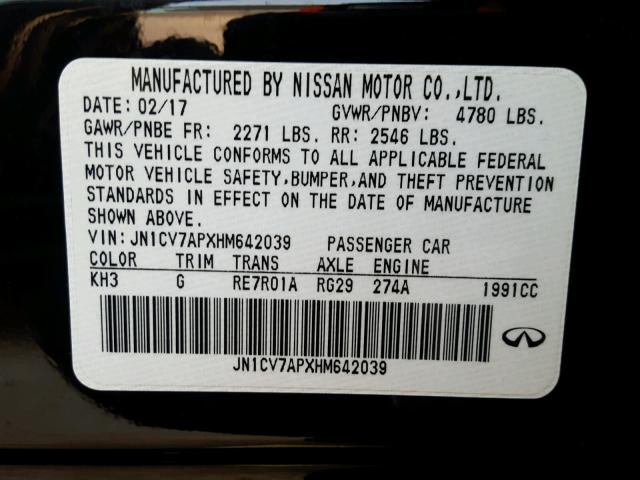 MANUFACTURED BY NISSAN MOTOR CO.,LTD.
DATE: 02/17 GVWR/PNBV: 4780 LBS.
GAWR/PNBE FR: 2271 LBS. RR: 2546 LBS.
THIS VEHICLE CONFORMS TO ALL APPLICABLE FEDERAL
MOTOR VEHICLE SAFETY,BUMPER,AND THEFT PREVENTION
STANDARDS IN EFFECT ON THE DATE OF MANUFACTURE
SHOWN ABOVE.
VIN:JN1CV7APXHM642039 PASSENGER CAR
COLOR TRIM TRANS AXLE ENGINE
KH3 G RE7R01A RG29 274A 1991CC
JN1CV7APXHM642039